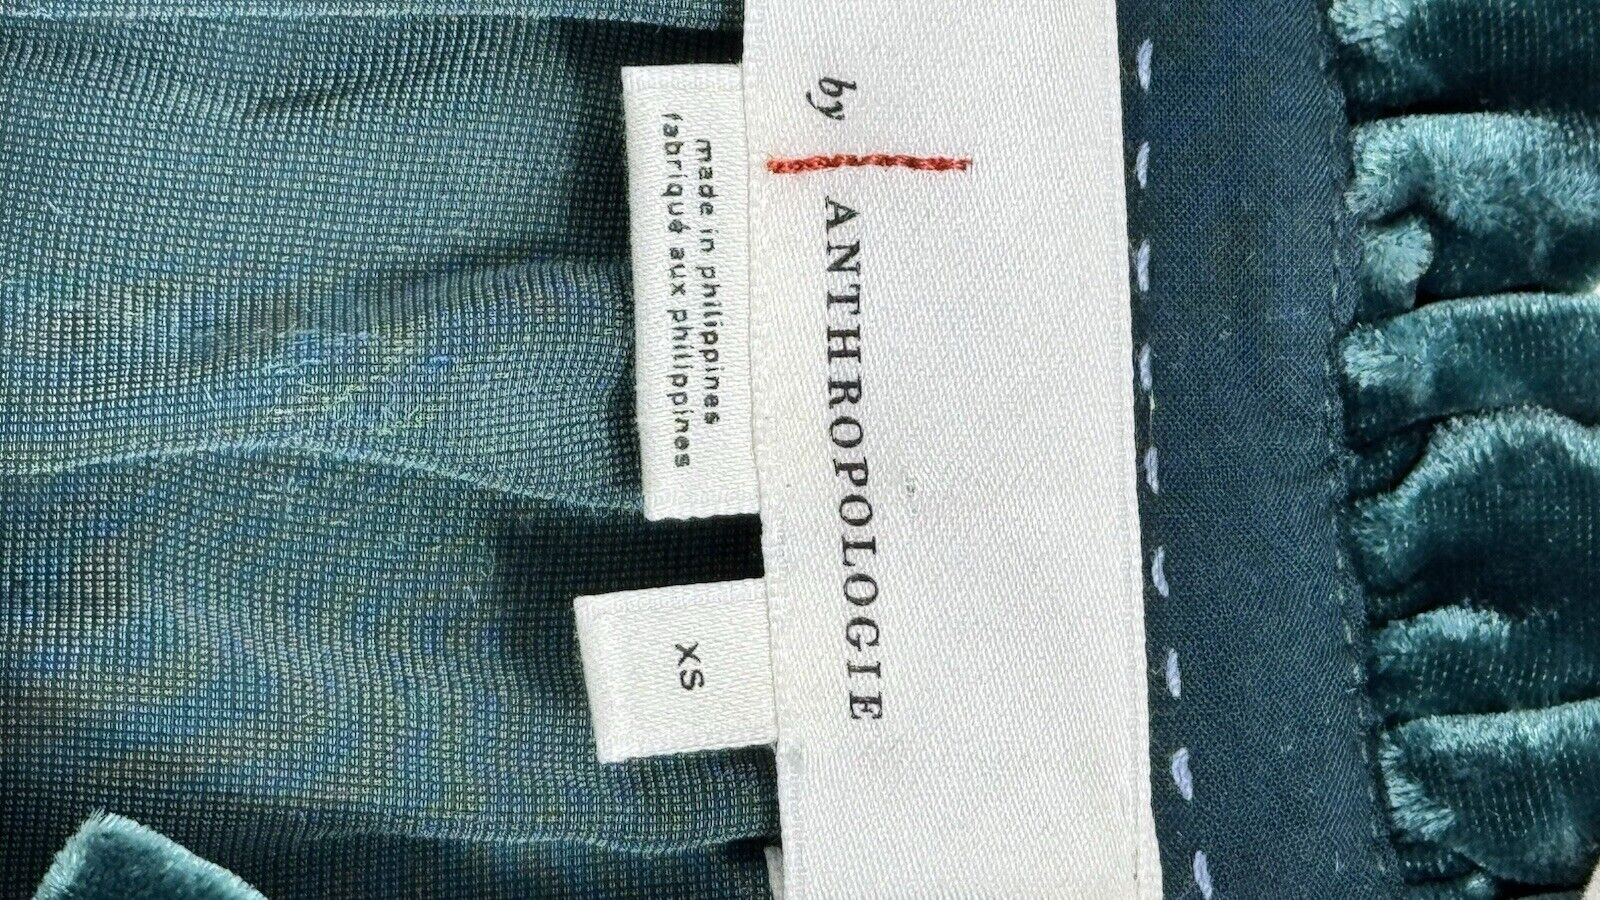 by ANTHROPOLOGIE
made in philippines
fabriqué aux philippines
XS